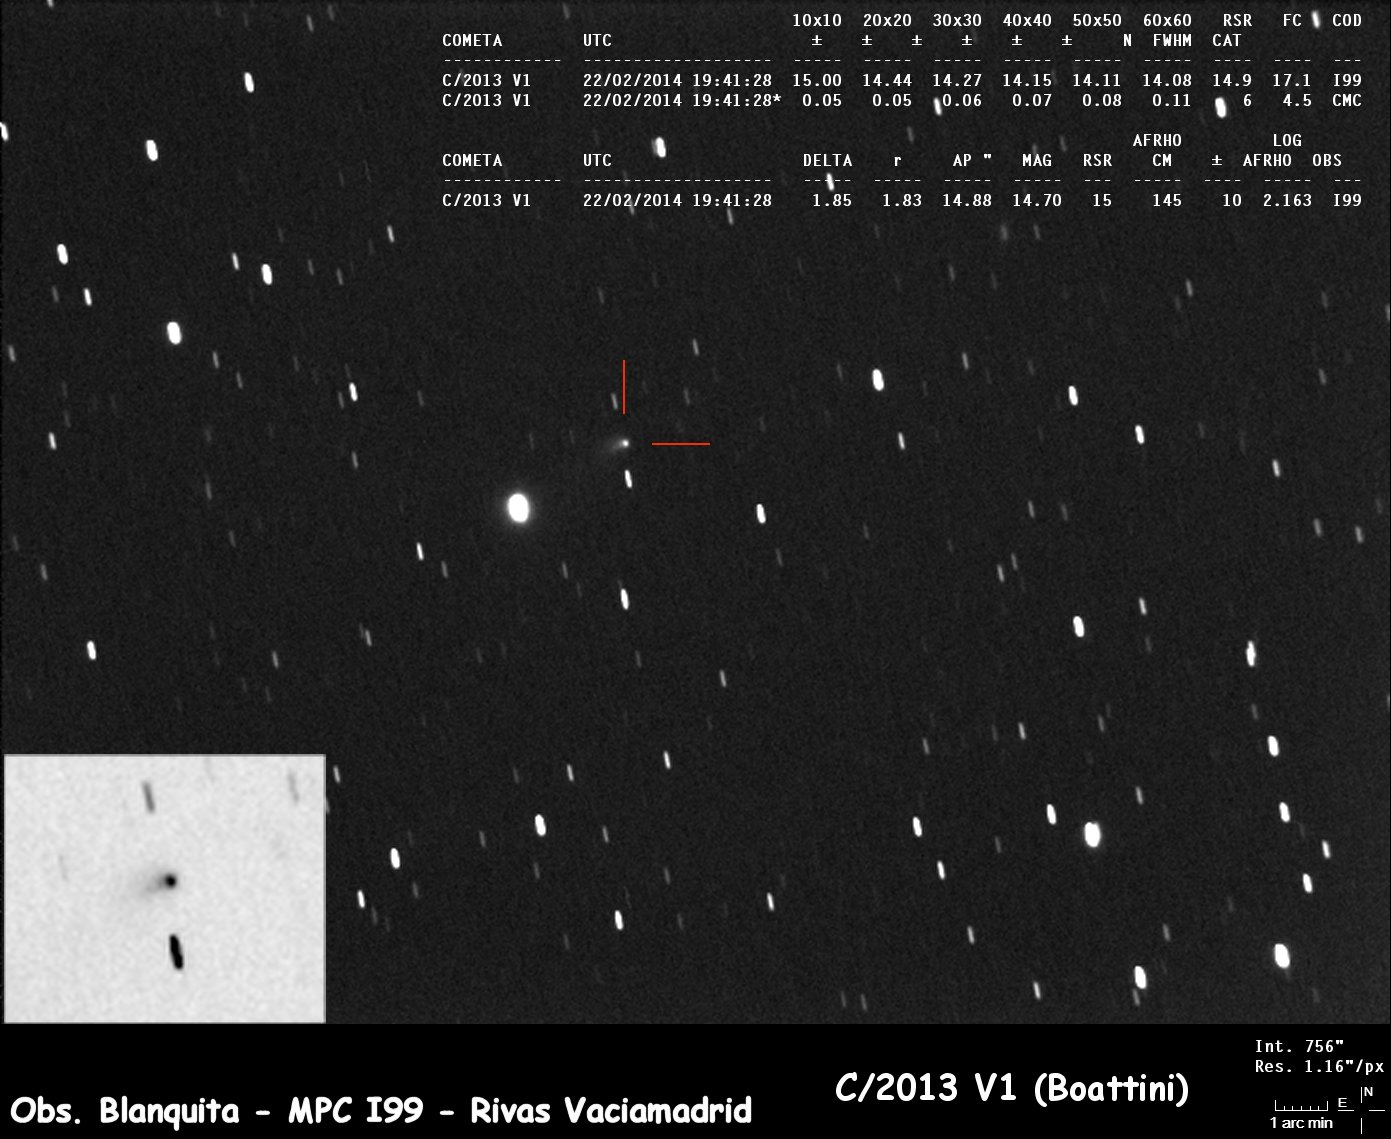 10x10 20x20 30x30 40x40 50x50 60x60 RSR FC COD
COMETA UTC ± ± ± ± ± ± N FWHM CAT
------------ ------------------- ----- ----- ----- ----- ----- ----- ---- ---- ---
C/2013 V1 22/02/2014 19:41:28 15.00 14.44 14.27 14.15 14.11 14.08 14.9 17.1 I99
C/2013 V1 22/02/2014 19:41:28* 0.05 0.05 0.06 0.07 0.08 0.11 6 4.5 CMC
AFRHO LOG
COMETA UTC DELTA r AP " MAG RSR CM ± AFRHO OBS
------------ ------------------- ----- ----- ----- ----- --- ----- ---- ----- ---
C/2013 V1 22/02/2014 19:41:28 1.85 1.83 14.88 14.70 15 145 10 2.163 I99
Int. 756"
Res. 1.16"/px
C/2013 V1 (Boattini)
Obs. Blanquita - MPC I99 - Rivas Vaciamadrid
N
E
1 arc min